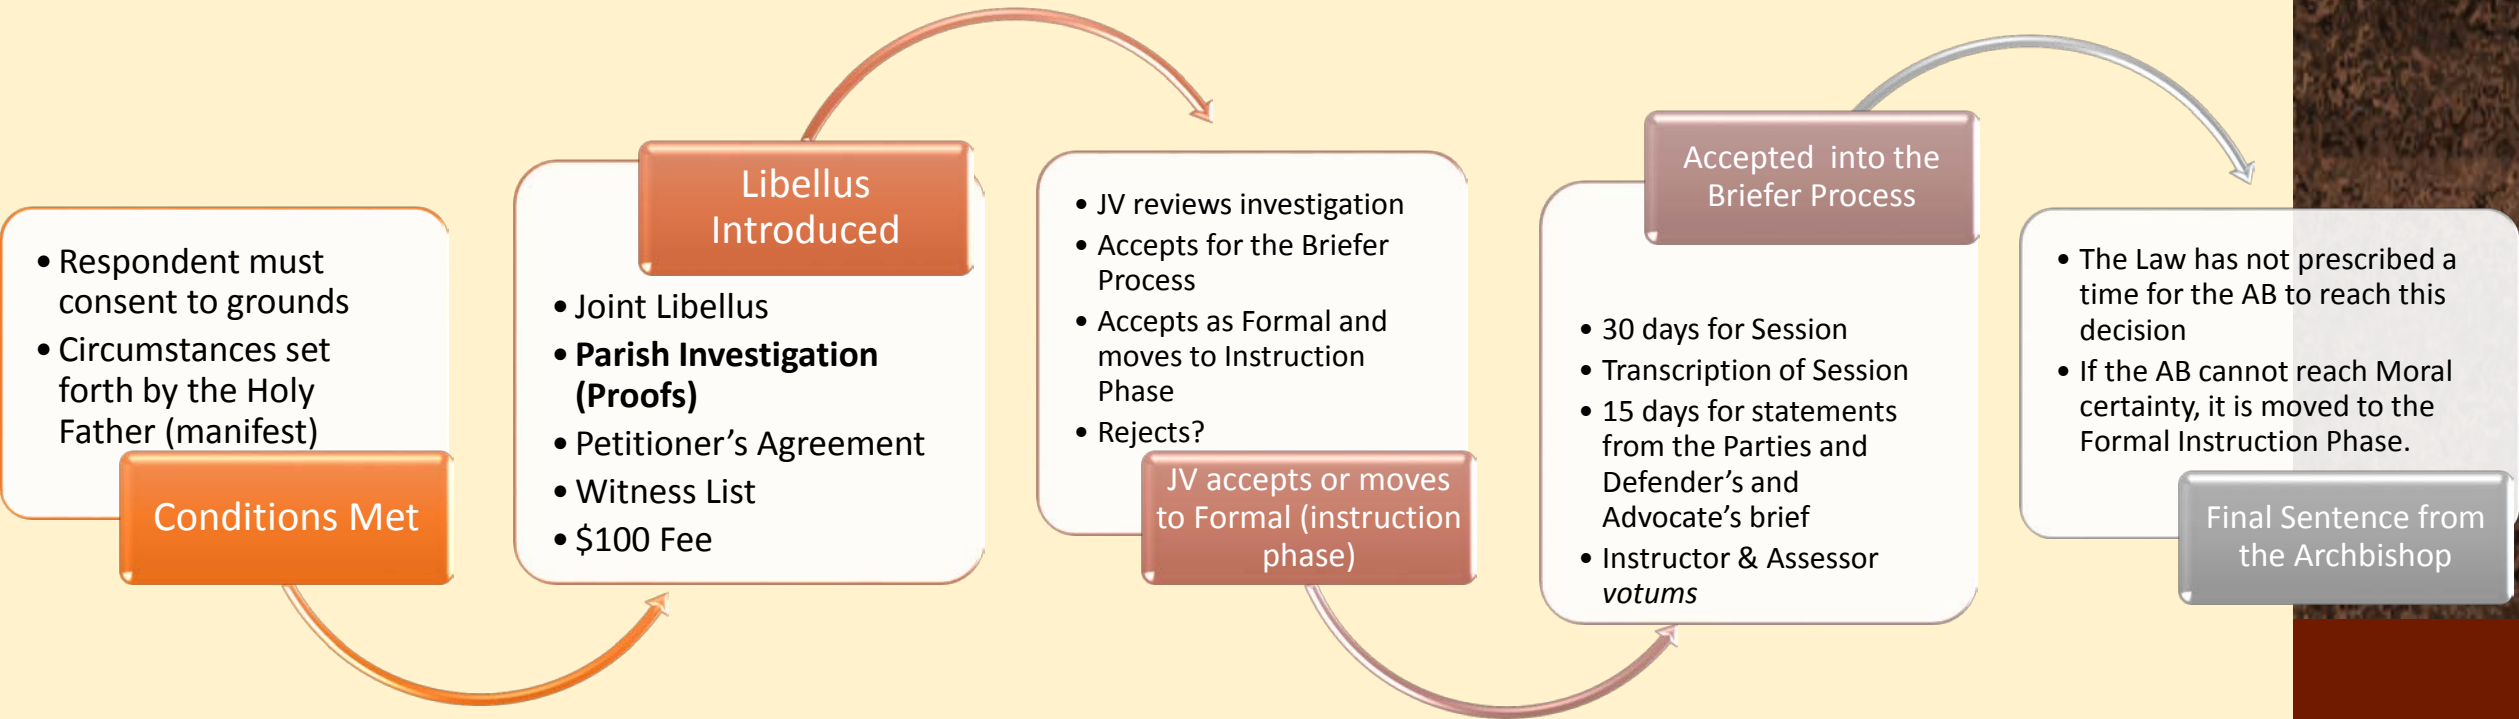 • Respondent must
consent to grounds
• Circumstances set
forth by the Holy
Father (manifest)
Conditions Met
Libellus
Introduced
• Joint Libellus
• Parish Investigation
(Proofs)
• Petitioner’s Agreement
• Witness List
• $100 Fee
• JV reviews investigation
• Accepts for the Briefer
Process
• Accepts as Formal and
moves to Instruction
Phase
• Rejects?
JV accepts or moves
to Formal (instruction
phase)
Accepted into the
Briefer Process
• 30 days for Session
• Transcription of Session
• 15 days for statements
from the Parties and
Defender’s and
Advocate’s brief
• Instructor & Assessor
votums
• The Law has not prescribed a
time for the AB to reach this
decision
• If the AB cannot reach Moral
certainty, it is moved to the
Formal Instruction Phase.
Final Sentence from
the Archbishop